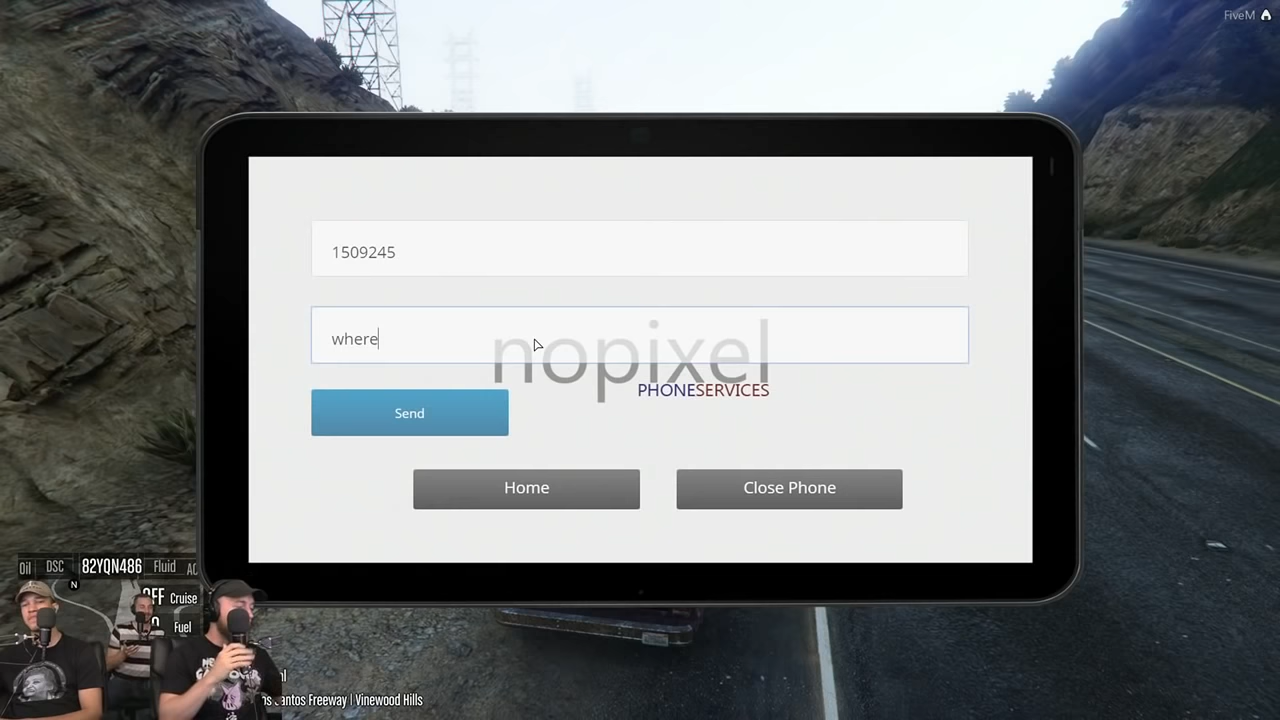 FiveM
1509245
where
nopixel
PHONESERVICES
Send
Home
Close Phone
Oil
DSC
82YQN486
Fluid
N
Cruise
Fuel
Santos Freeway | Vinewood Hills